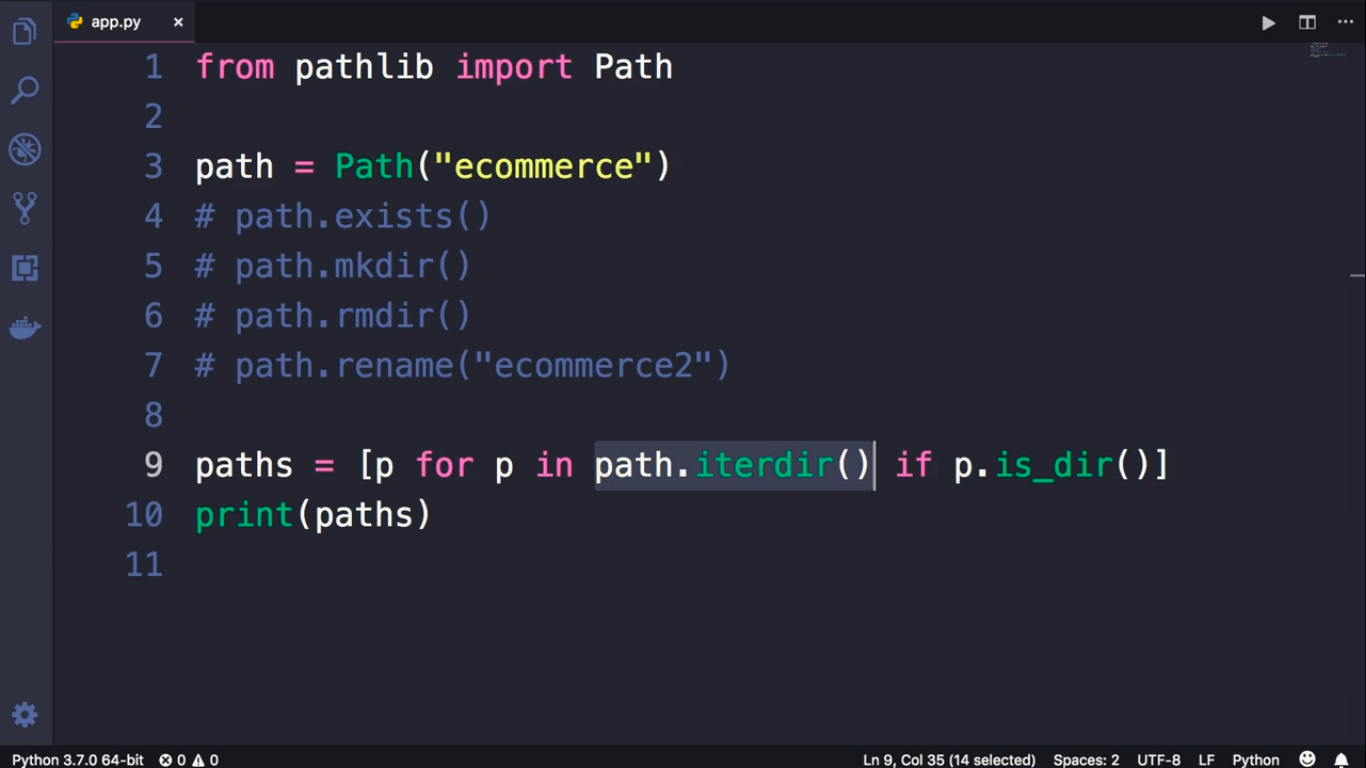 app.py ×
1 from pathlib import Path
2
3 path = Path("ecommerce")
4 # path.exists()
5 # path.mkdir()
6 # path.rmdir()
7 # path.rename("ecommerce2")
8
9 paths = [p for p in path.iterdir() if p.is_dir()]
10 print(paths)
11
Python 3.7.0 64-bit 0 0 Ln 9, Col 35 (14 selected) Spaces: 2 UTF-8 LF Python